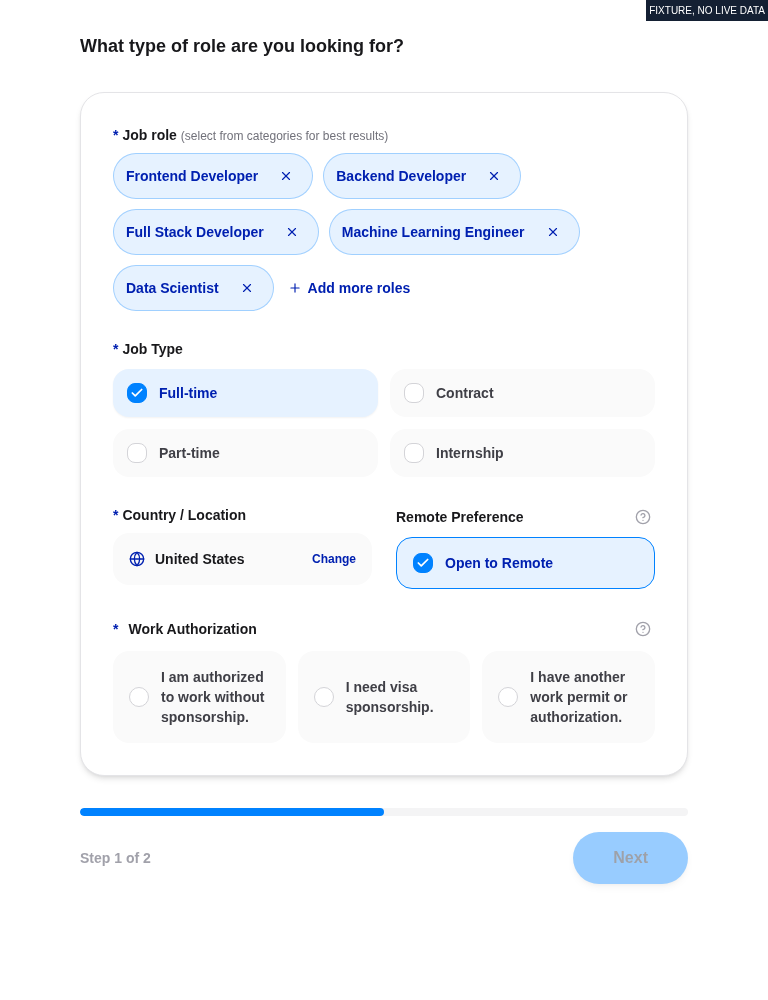 FIXTURE, NO LIVE DATA
What type of role are you looking for?
* Job role (select from categories for best results)
Frontend Developer
Backend Developer
Full Stack Developer
Machine Learning Engineer
Data Scientist
Add more roles
* Job Type
Full-time
Contract
Part-time
Internship
* Country / Location
Remote Preference
United States
Change
Open to Remote
* Work Authorization
I am authorized
to work without
sponsorship.
I need visa
sponsorship.
I have another
work permit or
authorization.
Step 1 of 2
Next